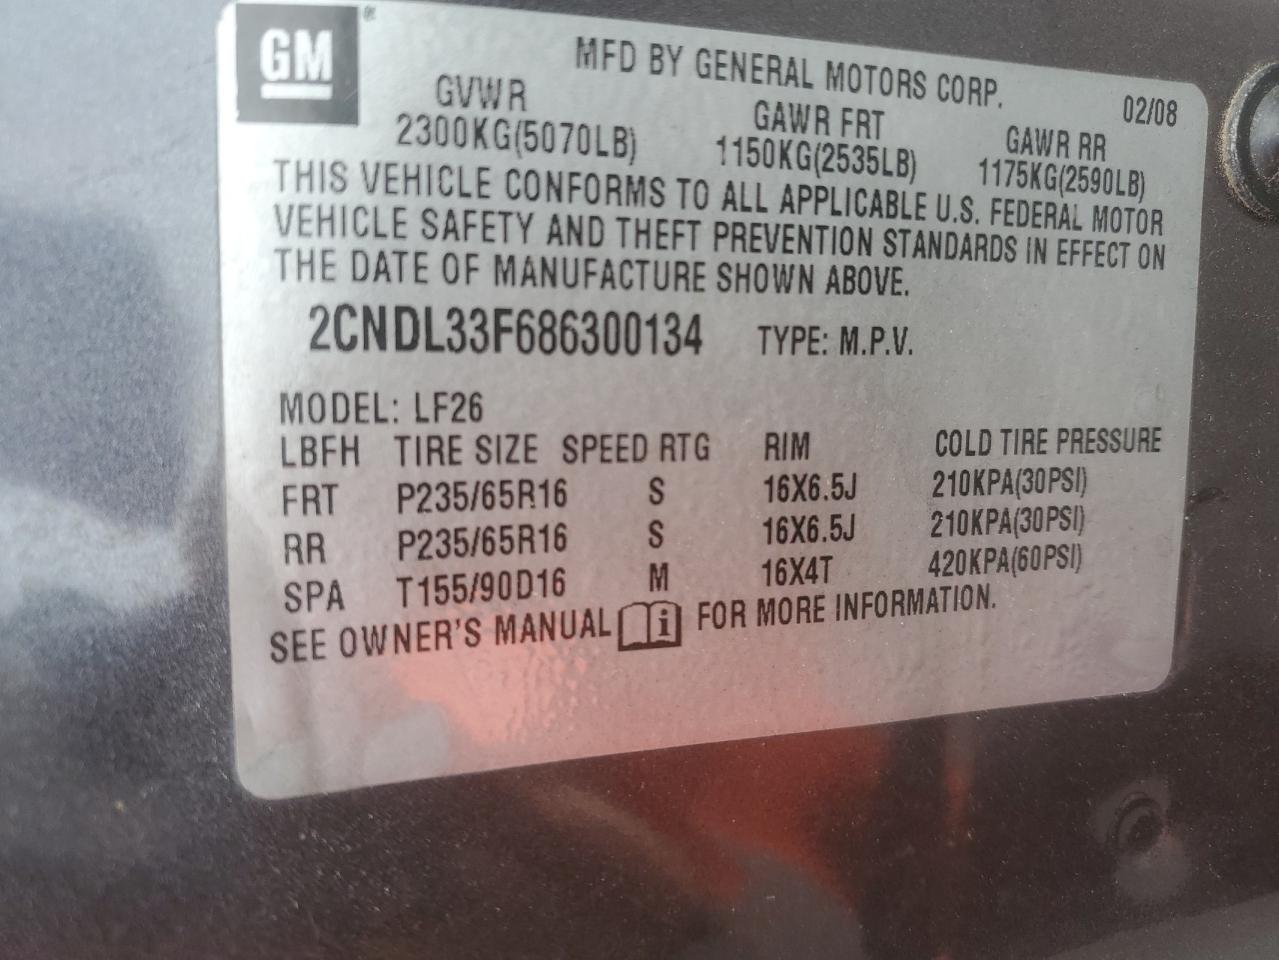 GM®
MFD BY GENERAL MOTORS CORP. 02/08
GVWR GAWR FRT GAWR RR
2300KG(5070LB) 1150KG(2535LB) 1175KG(2590LB)
THIS VEHICLE CONFORMS TO ALL APPLICABLE U.S. FEDERAL MOTOR
VEHICLE SAFETY AND THEFT PREVENTION STANDARDS IN EFFECT ON
THE DATE OF MANUFACTURE SHOWN ABOVE.
2CNDL33F686300134 TYPE: M.P.V.
MODEL: LF26
LBFH TIRE SIZE SPEED RTG RIM COLD TIRE PRESSURE
FRT P235/65R16 S 16X6.5J 210KPA(30PSI)
RR P235/65R16 S 16X6.5J 210KPA(30PSI)
SPA T155/90D16 M 16X4T 420KPA(60PSI)
SEE OWNER'S MANUAL i FOR MORE INFORMATION.